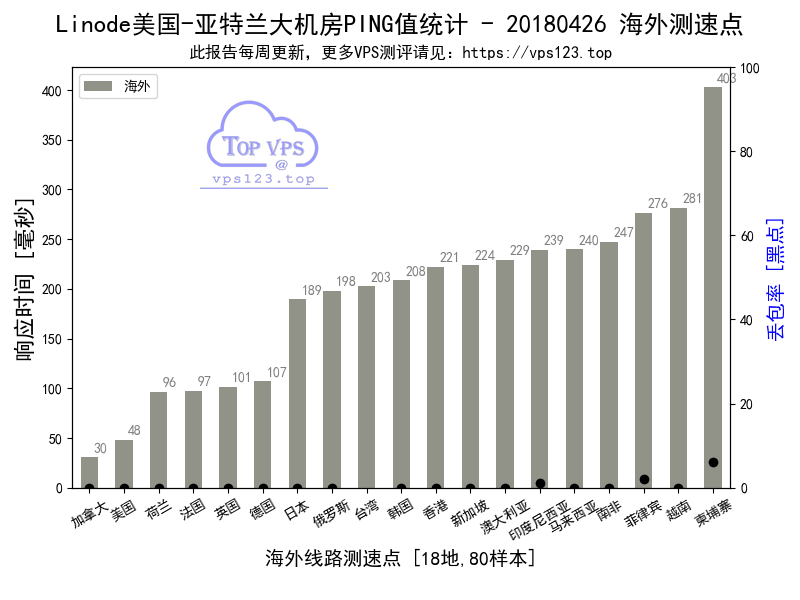 Linode美国-亚特兰大机房PING值统计 - 20180426 海外测速点
此报告每周更新，更多VPS测评请见：https://vps123.top
海外
TOP VPS
@
vps123.top
响应时间 [毫秒]
400
350
300
250
200
150
100
50
0
30
48
96
97
101
107
189
198
203
208
221
224
229
239
240
247
276
281
403
100
80
60
40
20
0
丢包率 [黑点]
加拿大
美国
荷兰
法国
英国
德国
日本
俄罗斯
台湾
韩国
香港
新加坡
澳大利亚
印度尼西亚
马来西亚
南非
菲律宾
越南
柬埔寨
海外线路测速点 [18地,80样本]